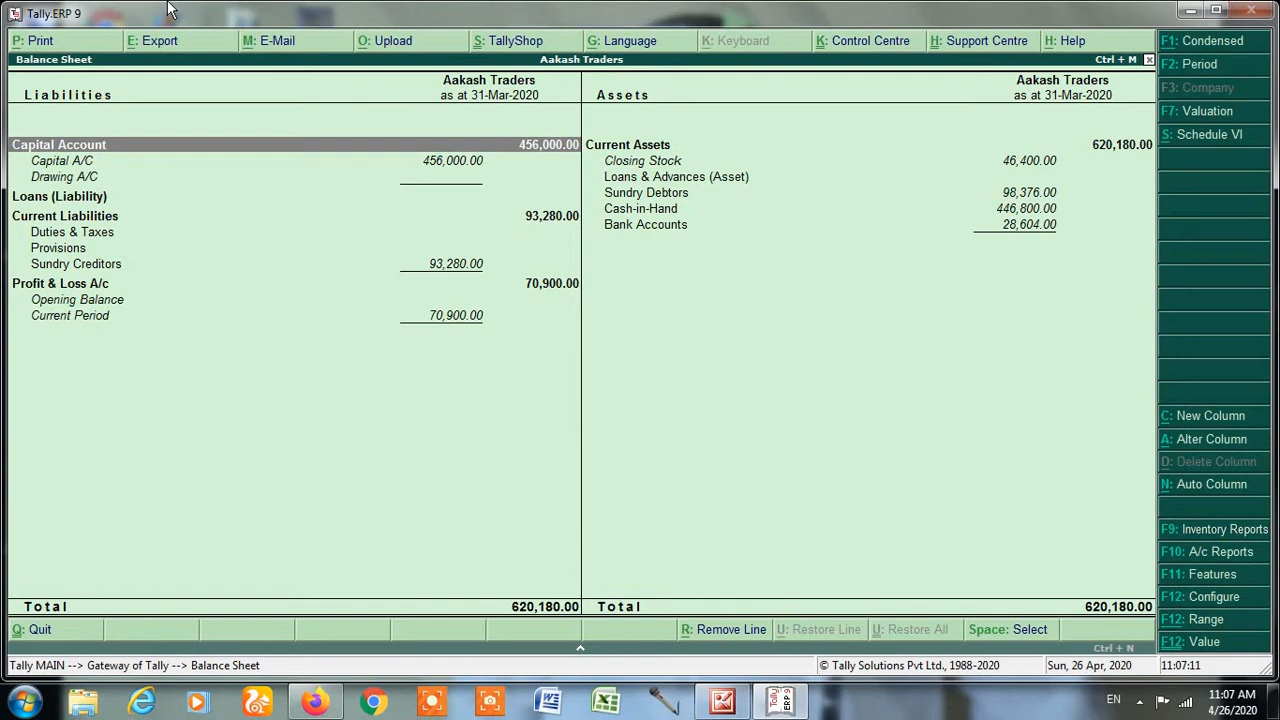 Tally.ERP 9
P: Print E: Export M: E-Mail O: Upload S: TallyShop G: Language K: Keyboard K: Control Centre H: Support Centre H: Help
Balance Sheet Aakash Traders Ctrl + M
Liabilities Aakash Traders as at 31-Mar-2020
Assets Aakash Traders as at 31-Mar-2020
Capital Account 456,000.00
Capital A/C 456,000.00
Drawing A/C
Loans (Liability)
Current Liabilities 93,280.00
Duties & Taxes
Provisions
Sundry Creditors 93,280.00
Profit & Loss A/c 70,900.00
Opening Balance
Current Period 70,900.00
Current Assets 620,180.00
Closing Stock 46,400.00
Loans & Advances (Asset)
Sundry Debtors 98,376.00
Cash-in-Hand 446,800.00
Bank Accounts 28,604.00
Total 620,180.00
Total 620,180.00
F1: Condensed
F2: Period
F3: Company
F7: Valuation
S: Schedule VI
C: New Column
A: Alter Column
D: Delete Column
N: Auto Column
F9: Inventory Reports
F10: A/c Reports
F11: Features
F12: Configure
F12: Range
F12: Value
Q: Quit R: Remove Line U: Restore Line U: Restore All Space: Select
Ctrl + N
Tally MAIN --> Gateway of Tally --> Balance Sheet © Tally Solutions Pvt Ltd., 1988-2020 Sun, 26 Apr, 2020 11:07:11
EN 11:07 AM
4/26/2020